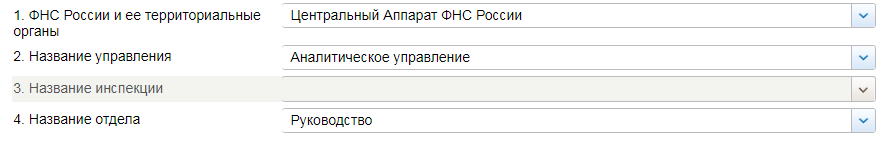 1. ФНС России и ее территориальные органы
Центральный Аппарат ФНС России
2. Название управления
Аналитическое управление
3. Название инспекции
4. Название отдела
Руководство